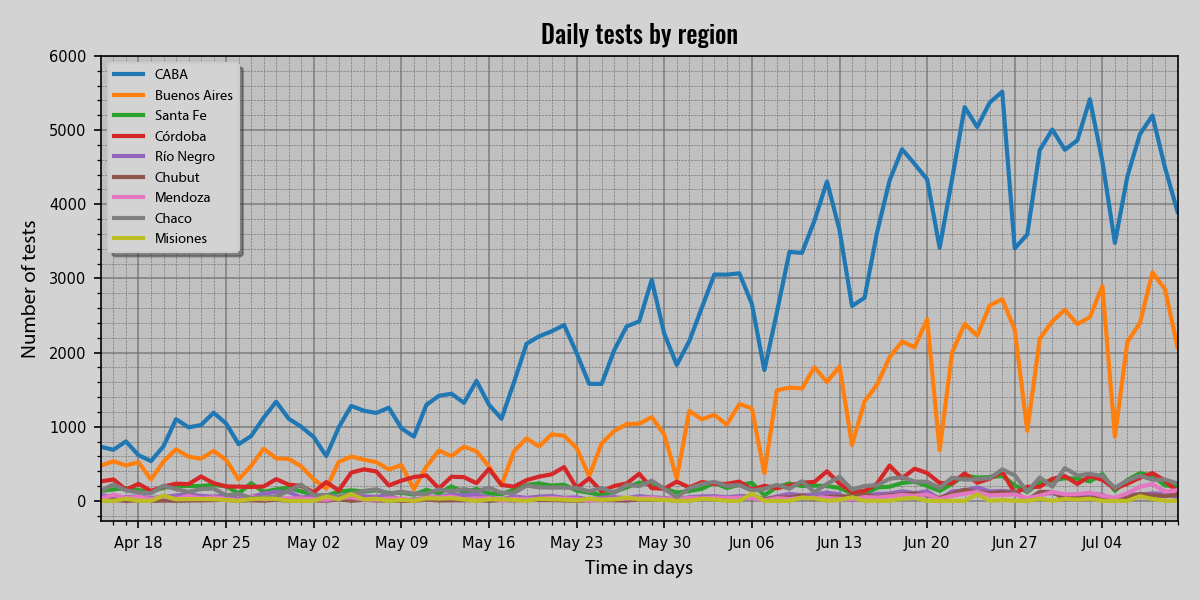 Daily tests by region
6000
5000
4000
3000
2000
1000
0
Number of tests
CABA
Buenos Aires
Santa Fe
Córdoba
Río Negro
Chubut
Mendoza
Chaco
Misiones
Apr 18 Apr 25 May 02 May 09 May 16 May 23 May 30 Jun 06 Jun 13 Jun 20 Jun 27 Jul 04
Time in days